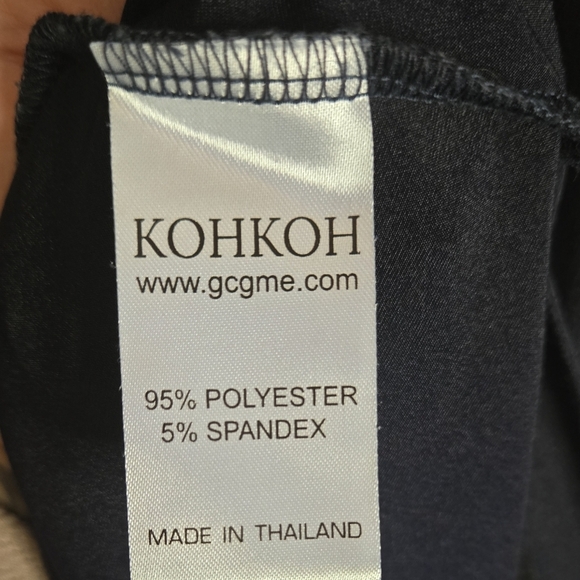 KOHKOH
www.gcgme.com
95% POLYESTER
5% SPANDEX
MADE IN THAILAND